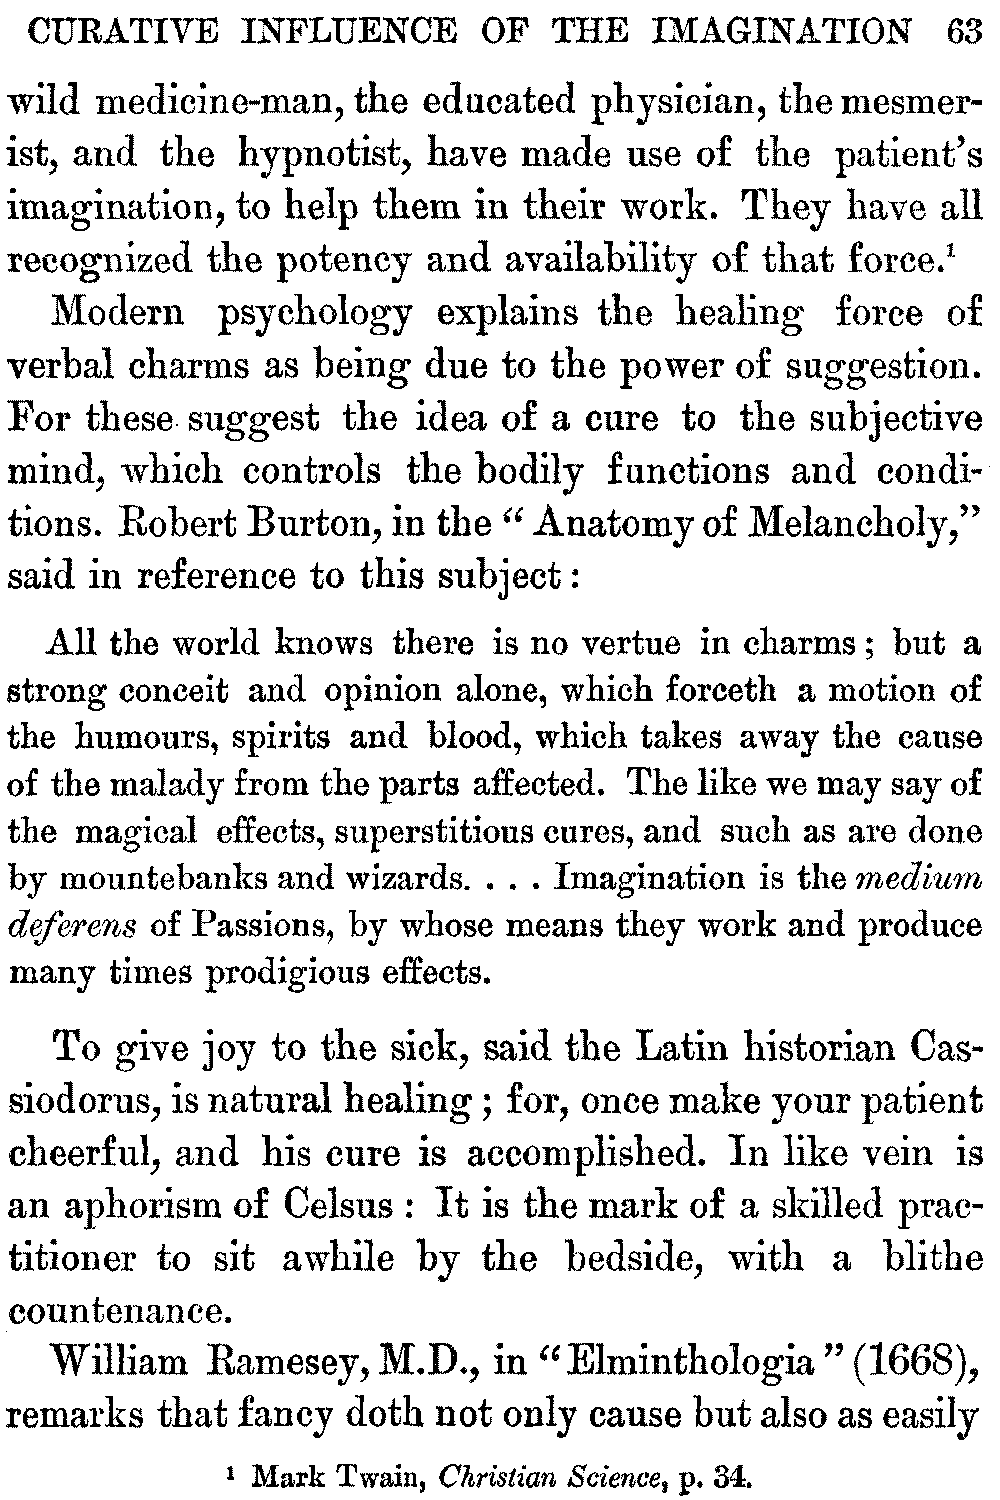 CURATIVE INFLUENCE OF THE IMAGINATION 63
wild medicine-man, the educated physician, the mesmer-
ist, and the hypnotist, have made use of the patient's
imagination, to help them in their work. They have all
recognized the potency and availability of that force.¹
Modern psychology explains the healing force of
verbal charms as being due to the power of suggestion.
For these suggest the idea of a cure to the subjective
mind, which controls the bodily functions and condi-
tions. Robert Burton, in the “Anatomy of Melancholy,”
said in reference to this subject:
All the world knows there is no vertue in charms; but a
strong conceit and opinion alone, which forceth a motion of
the humours, spirits and blood, which takes away the cause
of the malady from the parts affected. The like we may say of
the magical effects, superstitious cures, and such as are done
by mountebanks and wizards. . . . Imagination is the medium
deferens of Passions, by whose means they work and produce
many times prodigious effects.
To give joy to the sick, said the Latin historian Cas-
siodorus, is natural healing; for, once make your patient
cheerful, and his cure is accomplished. In like vein is
an aphorism of Celsus: It is the mark of a skilled prac-
titioner to sit awhile by the bedside, with a blithe
countenance.
William Ramesey, M.D., in “Elminthologia” (1668),
remarks that fancy doth not only cause but also as easily
¹ Mark Twain, Christian Science, p. 34.